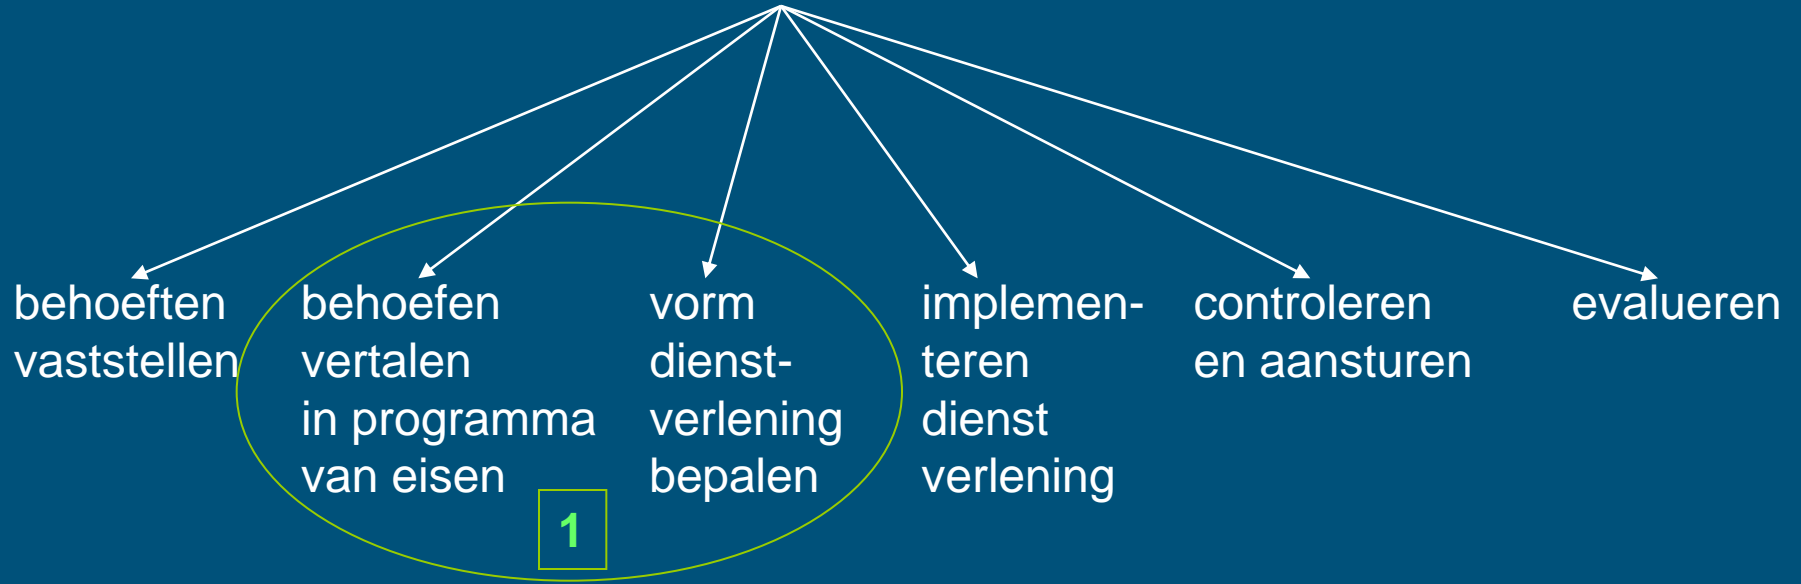 behoeften
vaststellen
behoefen
vertalen
in programma
van eisen
vorm
dienst-
verlening
bepalen
implemen-
teren
dienst
verlening
controleren
en aansturen
evalueren
1